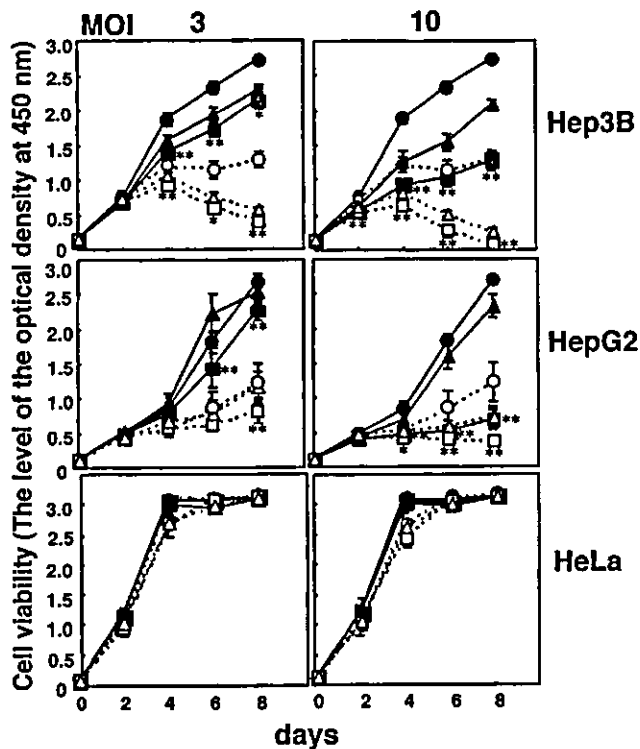 MOI 3 10
Cell viability (The level of the optical density at 450 nm)
3.0
2.5
2.0
1.5
1.0
0.5
0
** ** *
** * **
** ** ** **
** ** **
Hep3B
3.0
2.5
2.0
1.5
1.0
0.5
0
** **
**
**
* ** **
HepG2
3.0
2.5
2.0
1.5
1.0
0.5
0
HeLa
0 2 4 6 8 0 2 4 6 8
days